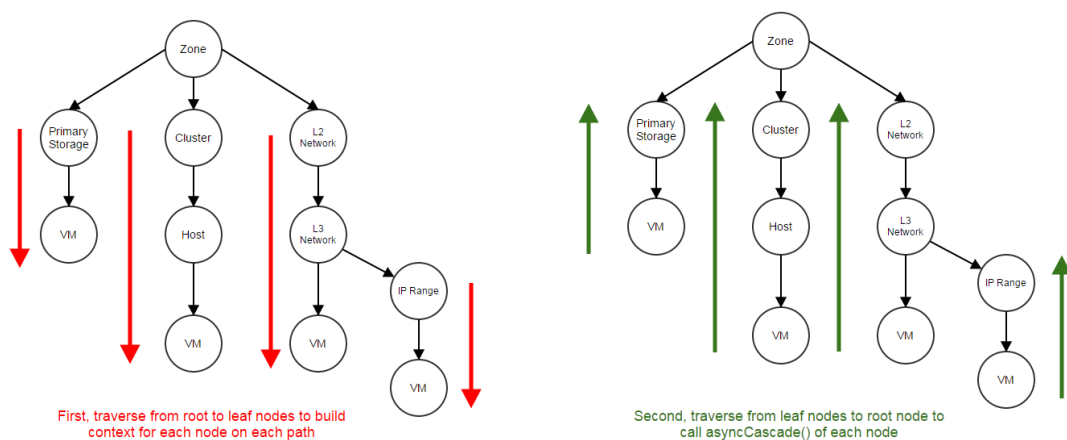 Zone
Primary
Storage
Cluster
L2
Network
VM
Host
L3
Network
IP Range
VM
VM
VM
First, traverse from root to leaf nodes to build
context for each node on each path
Zone
Primary
Storage
Cluster
L2
Network
VM
Host
L3
Network
IP Range
VM
VM
VM
Second, traverse from leaf nodes to root node to
call asyncCascade() of each node